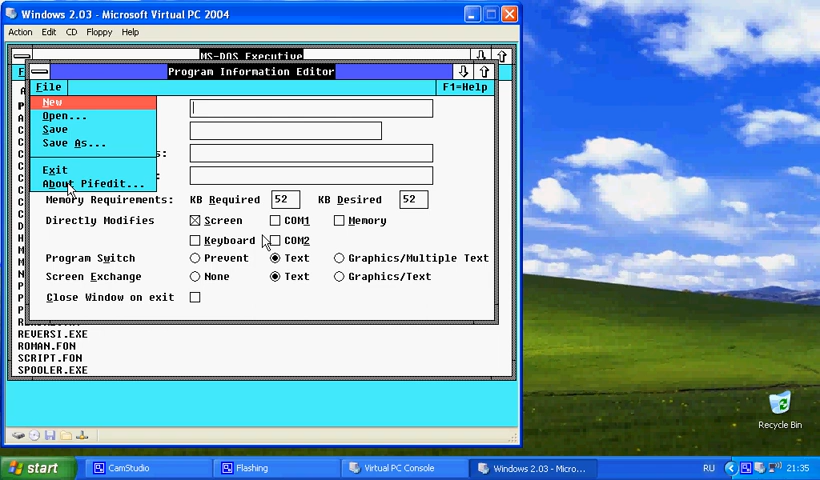 Windows 2.03 - Microsoft Virtual PC 2004
Action Edit CD Floppy Help
MS-DOS Executive
Program Information Editor
File F1=Help
New
Open...
Save
Save As...
Exit
About Pifedit...
Memory Requirements: KB Required 52 KB Desired 52
Directly Modifies Screen COM1 Memory
Keyboard COM2
Program Switch Prevent Text Graphics/Multiple Text
Screen Exchange None Text Graphics/Text
Close Window on exit
REVERSI.EXE
ROMAN.FON
SCRIPT.FON
SPOOLER.EXE
Recycle Bin
start CamStudio Flashing Virtual PC Console Windows 2.03 - Micro... RU 21:35